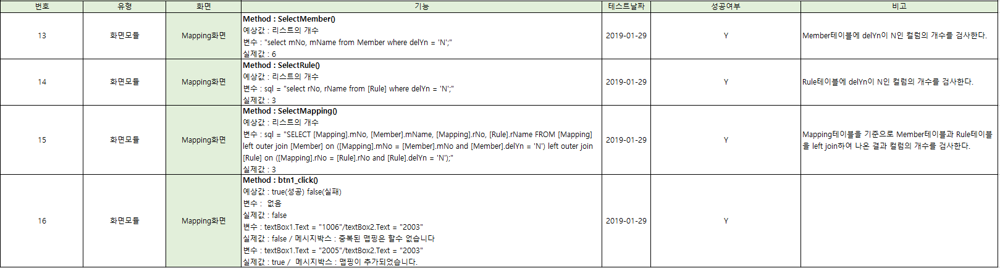 번호 유형 화면 기능 테스트날짜 성공여부 비고
Method : SelectMember()
예상값 : 리스트의 개수
변수 : "select mNo, mName from Member where delYn = 'N';"
실제값 : 6
13 화면모듈 Mapping화면 2019-01-29 Y Member테이블에 delYn이 N인 컬럼의 개수를 검사한다.
Method : SelectRule()
예상값 : 리스트의 개수
변수 : sql = "select rNo, rName from [Rule] where delYn = 'N';"
실제값 : 3
14 화면모듈 Mapping화면 2019-01-29 Y Rule테이블에 delYn이 N인 컬럼의 개수를 검사한다.
Method : SelectMapping()
예상값 : 리스트의 개수
변수 : sql = "SELECT [Mapping].mNo, [Member].mName, [Mapping].rNo, [Rule].rName FROM [Mapping]
left outer join [Member] on ([Mapping].mNo = [Member].mNo and [Member].delYn = 'N') left outer join
[Rule] on ([Mapping].rNo = [Rule].rNo and [Rule].delYn = 'N');"
실제값 : 3
15 화면모듈 Mapping화면 2019-01-29 Y Mapping테이블을 기준으로 Member테이블과 Rule테이블
을 left join하여 나온 결과 컬럼의 개수를 검사한다.
Method : btn1_click()
예상값 : true(성공) false(실패)
변수 :  없음
실제값 : false
변수 : textBox1.Text = "1006"/textBox2.Text = "2003"
실제값 : false / 메시지박스 : 중복된 맵핑은 할수 없습니다
변수 : textBox1.Text = "2005"/textBox2.Text = "2003"
실제값 : true /  메시지박스 : 맵핑이 추가되었습니다.
16 화면모듈 Mapping화면 2019-01-29 Y